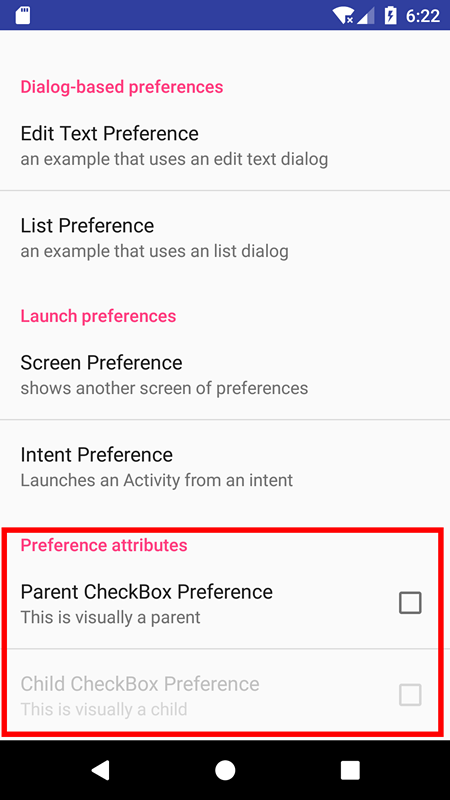 6:22
Dialog-based preferences
Edit Text Preference
an example that uses an edit text dialog
List Preference
an example that uses an list dialog
Launch preferences
Screen Preference
shows another screen of preferences
Intent Preference
Launches an Activity from an intent
Preference attributes
Parent CheckBox Preference
This is visually a parent
Child CheckBox Preference
This is visually a child